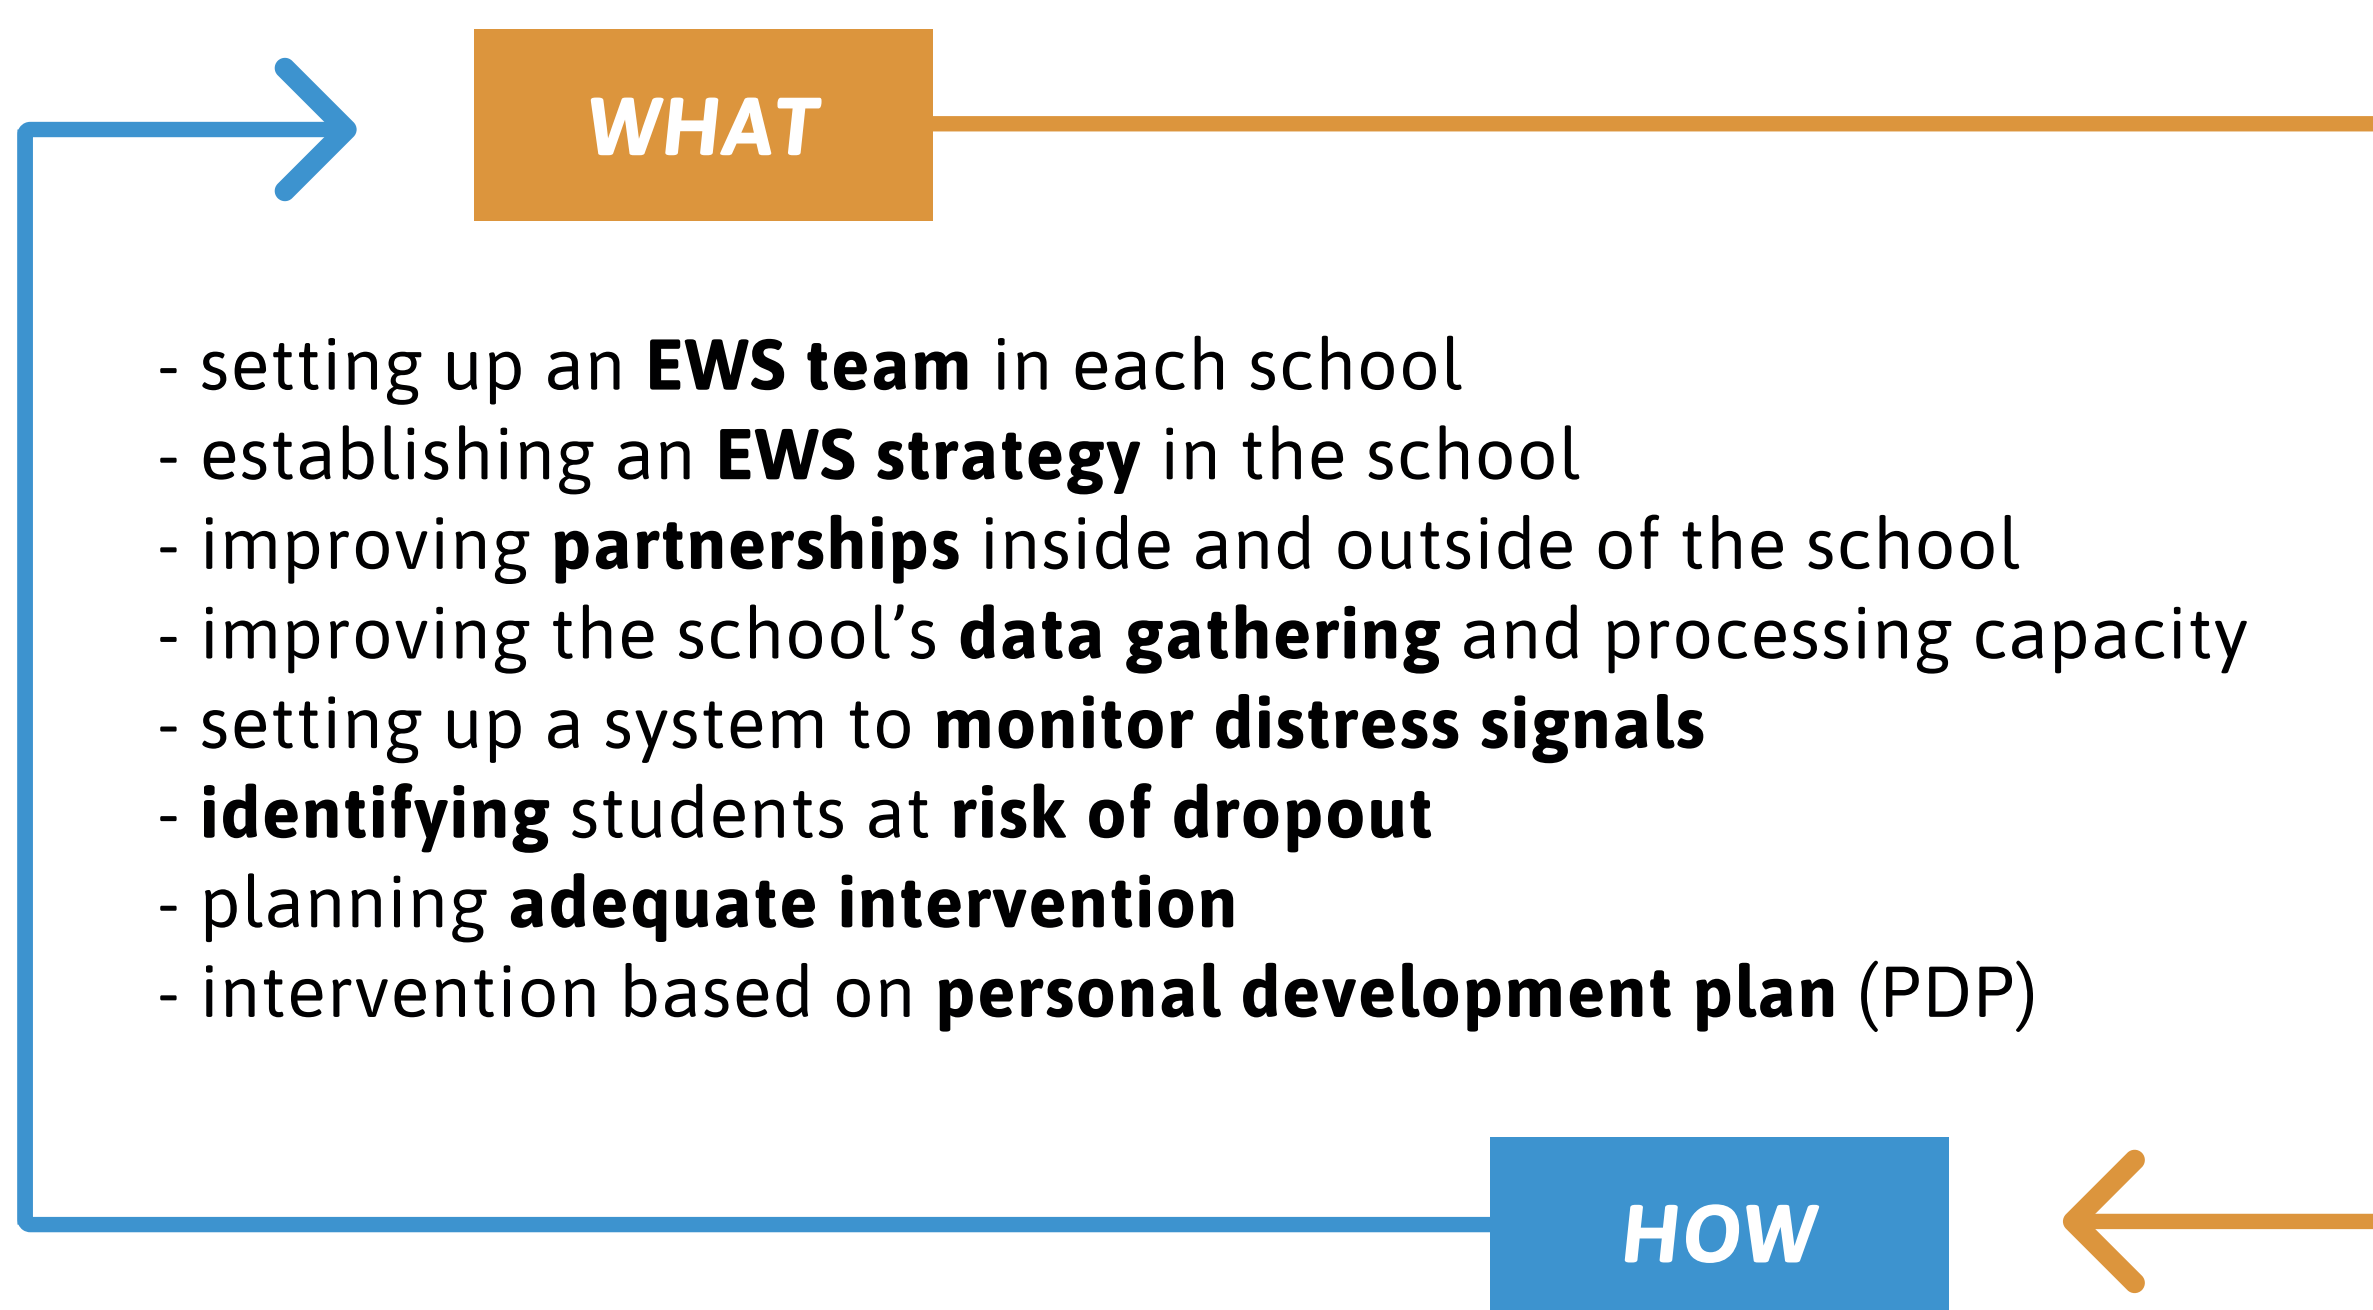 WHAT
- setting up an EWS team in each school
- establishing an EWS strategy in the school
- improving partnerships inside and outside of the school
- improving the school’s data gathering and processing capacity
- setting up a system to monitor distress signals
- identifying students at risk of dropout
- planning adequate intervention
- intervention based on personal development plan (PDP)
HOW